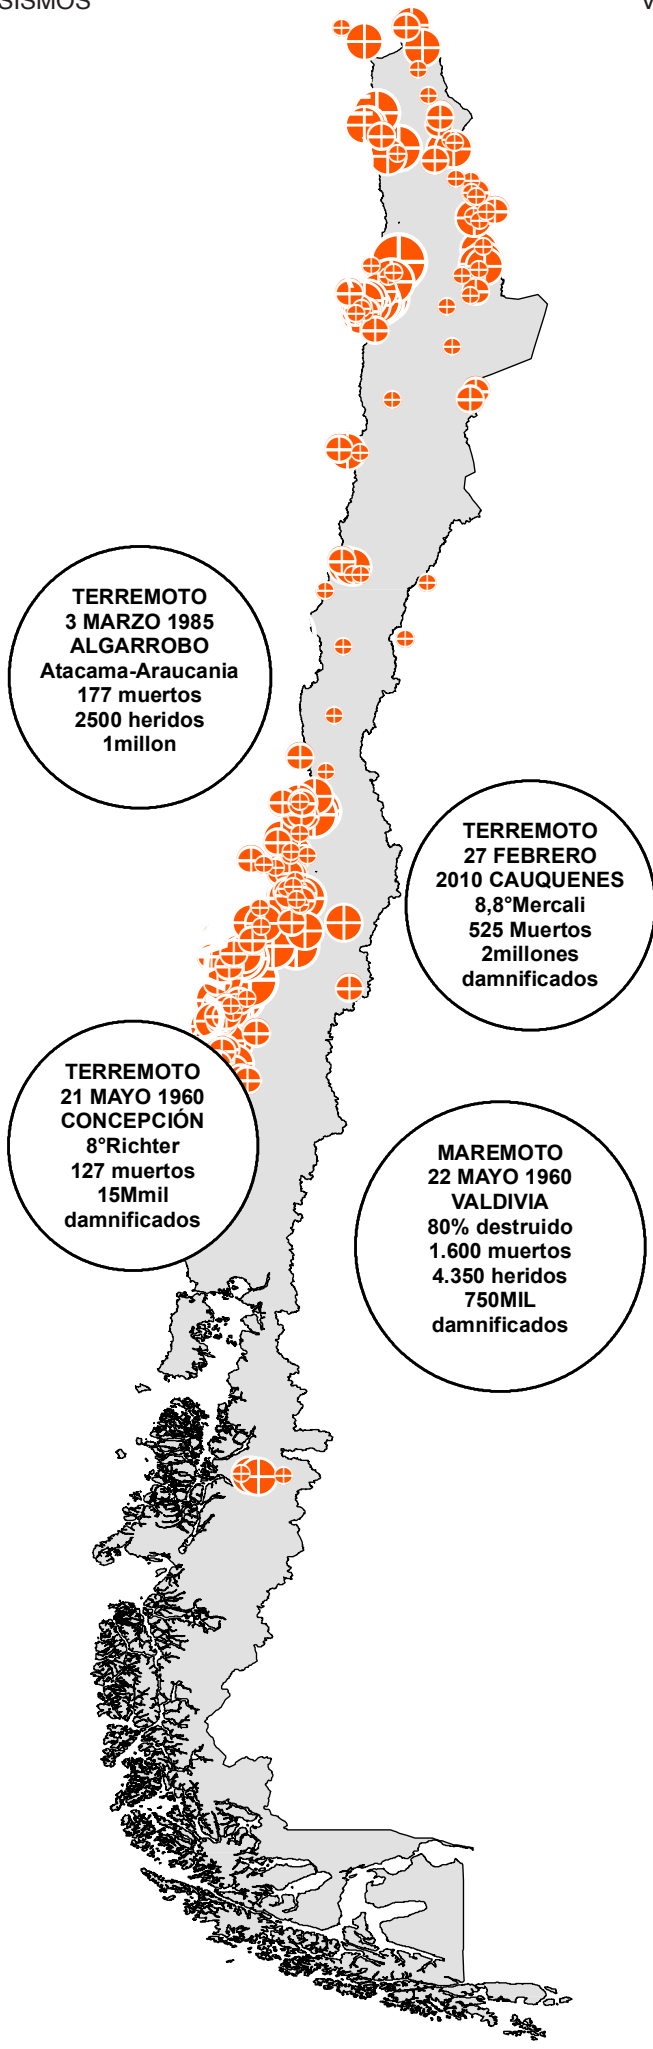 SISMOS
TERREMOTO
3 MARZO 1985
ALGARROBO
Atacama-Araucania
177 muertos
2500 heridos
1millon
TERREMOTO
27 FEBRERO
2010 CAUQUENES
8,8°Mercali
525 Muertos
2millones
damnificados
TERREMOTO
21 MAYO 1960
CONCEPCIÓN
8°Richter
127 muertos
15Mmil
damnificados
MAREMOTO
22 MAYO 1960
VALDIVIA
80% destruido
1.600 muertos
4.350 heridos
750MIL
damnificados